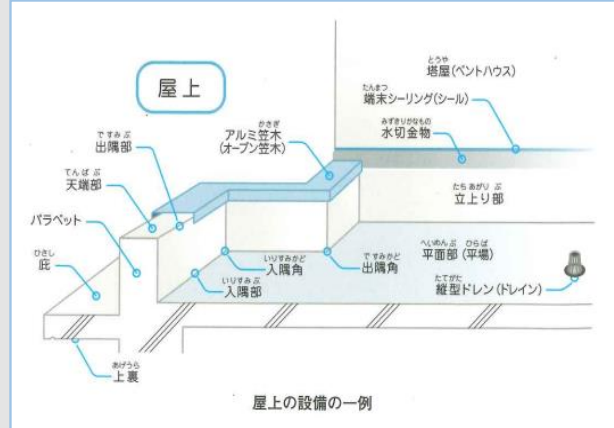 屋上
とうや
塔屋(ペントハウス)
たんまつ
端末シーリング(シール)
みずきりかなもの
水切金物
かさぎ
アルミ笠木
(オープン笠木)
ですみぶ
出隅部
てんばぶ
天端部
たちあがりぶ
立上り部
パラペット
へいめんぶ ひらば
平面部(平場)
ひさし
庇
いりすみかど
入隅角
ですみかど
出隅角
たてがた
縦型ドレン(ドレイン)
いりすみぶ
入隅部
あげうら
上裏
屋上の設備の一例